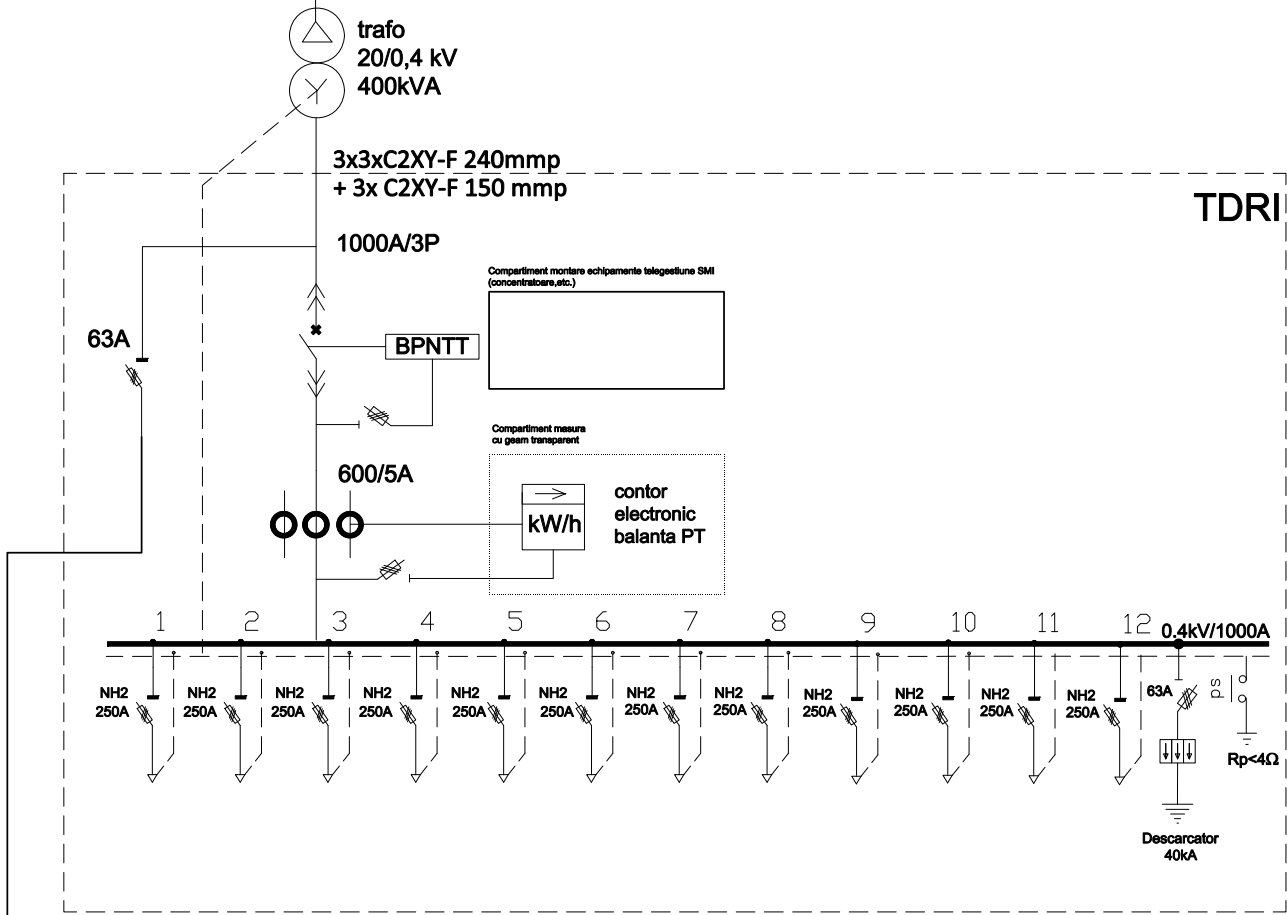 trafo
20/0,4 kV
400kVA
3x3xC2XY-F 240mmp
+ 3x C2XY-F 150 mmp
TDRI
1000A/3P
Compartiment montare echipamente telegestiune SMI
(concentratoare,etc.)
63A
BPNTT
Compartiment masura
cu geam transparent
600/5A
contor
electronic
balanta PT
kW/h
1 2 3 4 5 6 7 8 9 10 11 12
0.4kV/1000A
NH2
250A
NH2
250A
NH2
250A
NH2
250A
NH2
250A
NH2
250A
NH2
250A
NH2
250A
NH2
250A
NH2
250A
NH2
250A
NH2
250A
63A
ps
Rp<4Ω
Descarcator
40kA